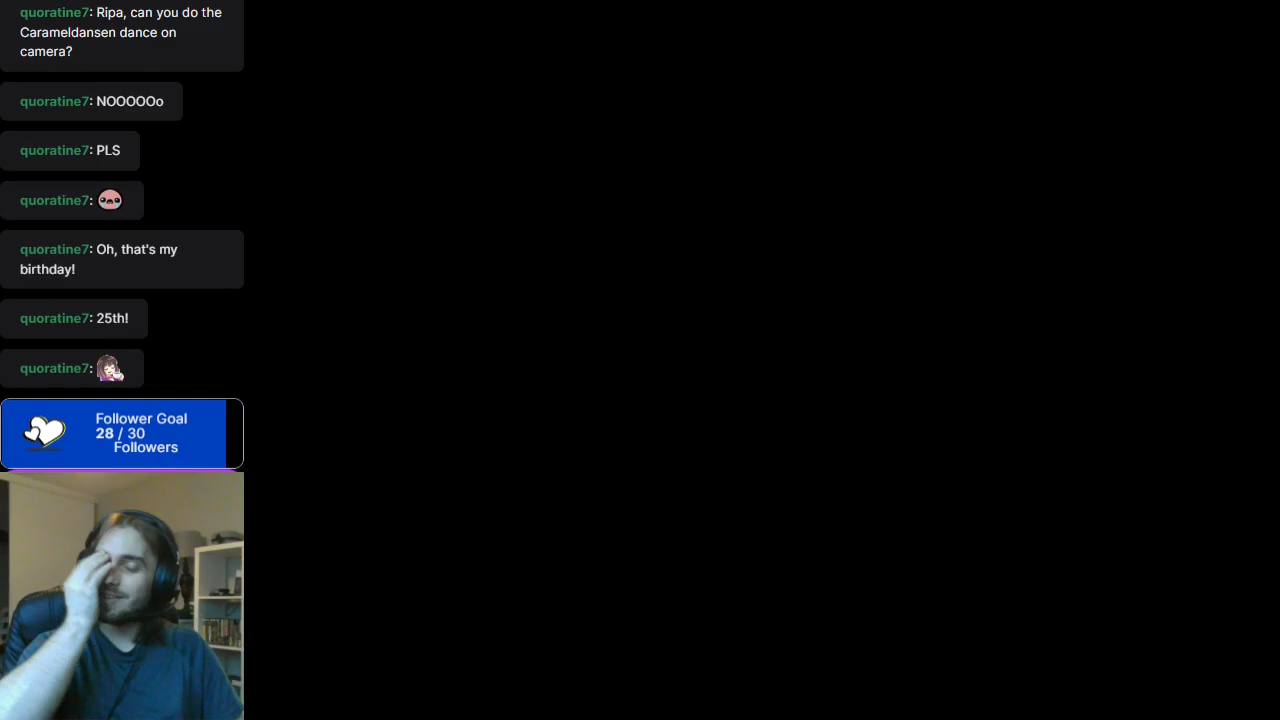 quoratine7: Ripa, can you do the
Carameldansen dance on
camera?
quoratine7: NOOOOOo
quoratine7: PLS
quoratine7:
quoratine7: Oh, that's my
birthday!
quoratine7: 25th!
quoratine7:
Follower Goal
28 / 30
Followers